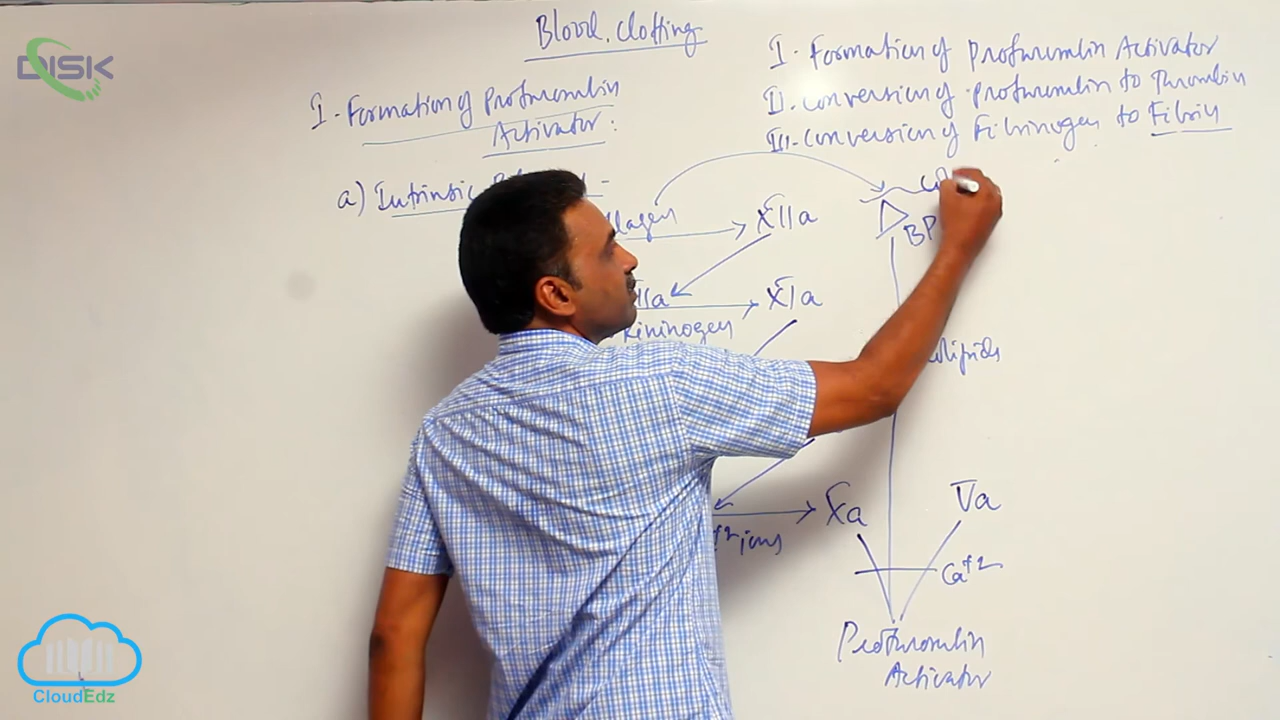 DISK
Blood.clotting
I. Formation of Prothrombin Activator
II. conversion of prothrombin to Thrombin
III. conversion of Fibrinogen to Fibrin
I. Formation of prothrombin
Activator:
a) Intrinsic
XIIa
BP
XIa
kininogen
Xa
Va
ions
Ca+2
Prothrombin
Activator
CloudEdz